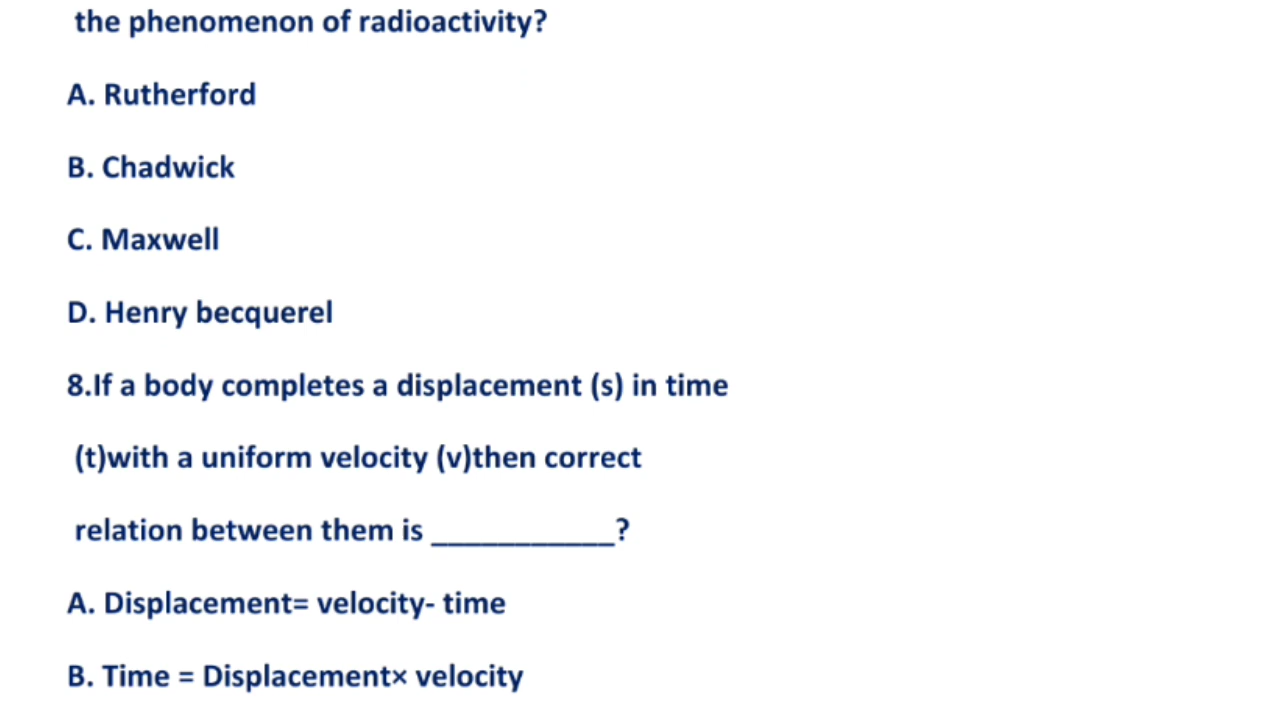 the phenomenon of radioactivity?
A. Rutherford
B. Chadwick
C. Maxwell
D. Henry becquerel
8.If a body completes a displacement (s) in time
(t)with a uniform velocity (v)then correct
relation between them is ___________?
A. Displacement= velocity- time
B. Time = Displacement× velocity